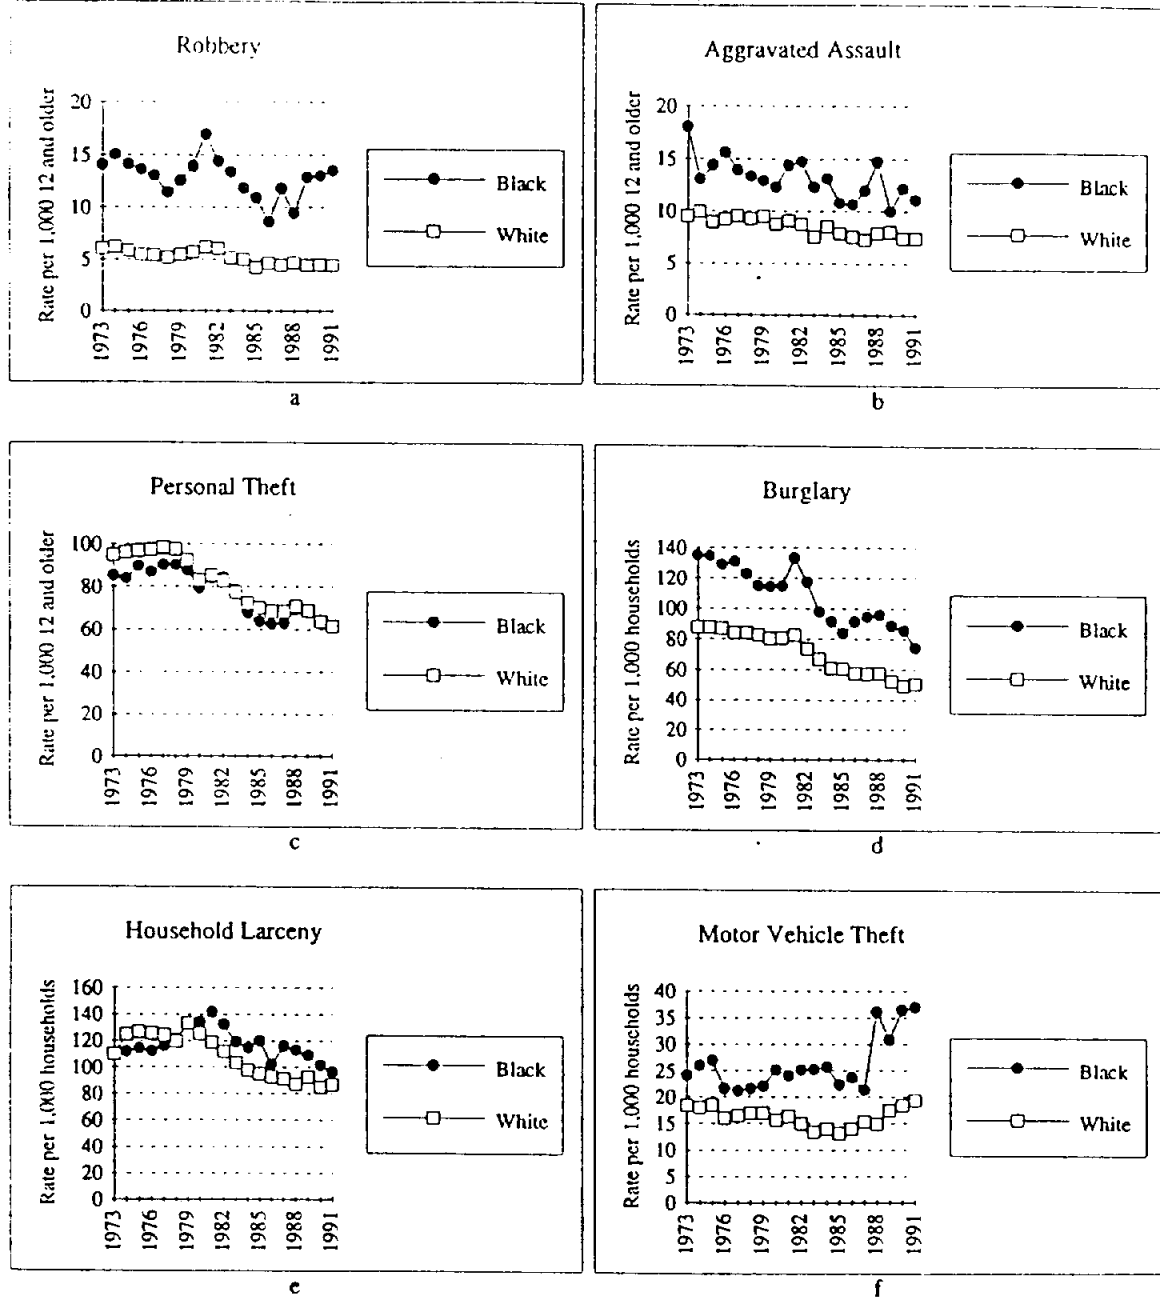 Robbery
Rate per 1,000 12 and older
20
15
10
5
0
1973
1976
1979
1982
1985
1988
1991
Black
White
a
Aggravated Assault
Rate per 1,000 12 and older
20
15
10
5
0
1973
1976
1979
1982
1985
1988
1991
Black
White
b
Personal Theft
Rate per 1,000 12 and older
100
80
60
40
20
0
1973
1976
1979
1982
1985
1988
1991
Black
White
c
Burglary
Rate per 1,000 households
140
120
100
80
60
40
20
0
1973
1976
1979
1982
1985
1988
1991
Black
White
d
Household Larceny
Rate per 1,000 households
160
140
120
100
80
60
40
20
0
1973
1976
1979
1982
1985
1988
1991
Black
White
e
Motor Vehicle Theft
Rate per 1,000 households
40
35
30
25
20
15
10
5
0
1973
1976
1979
1982
1985
1988
1991
Black
White
f